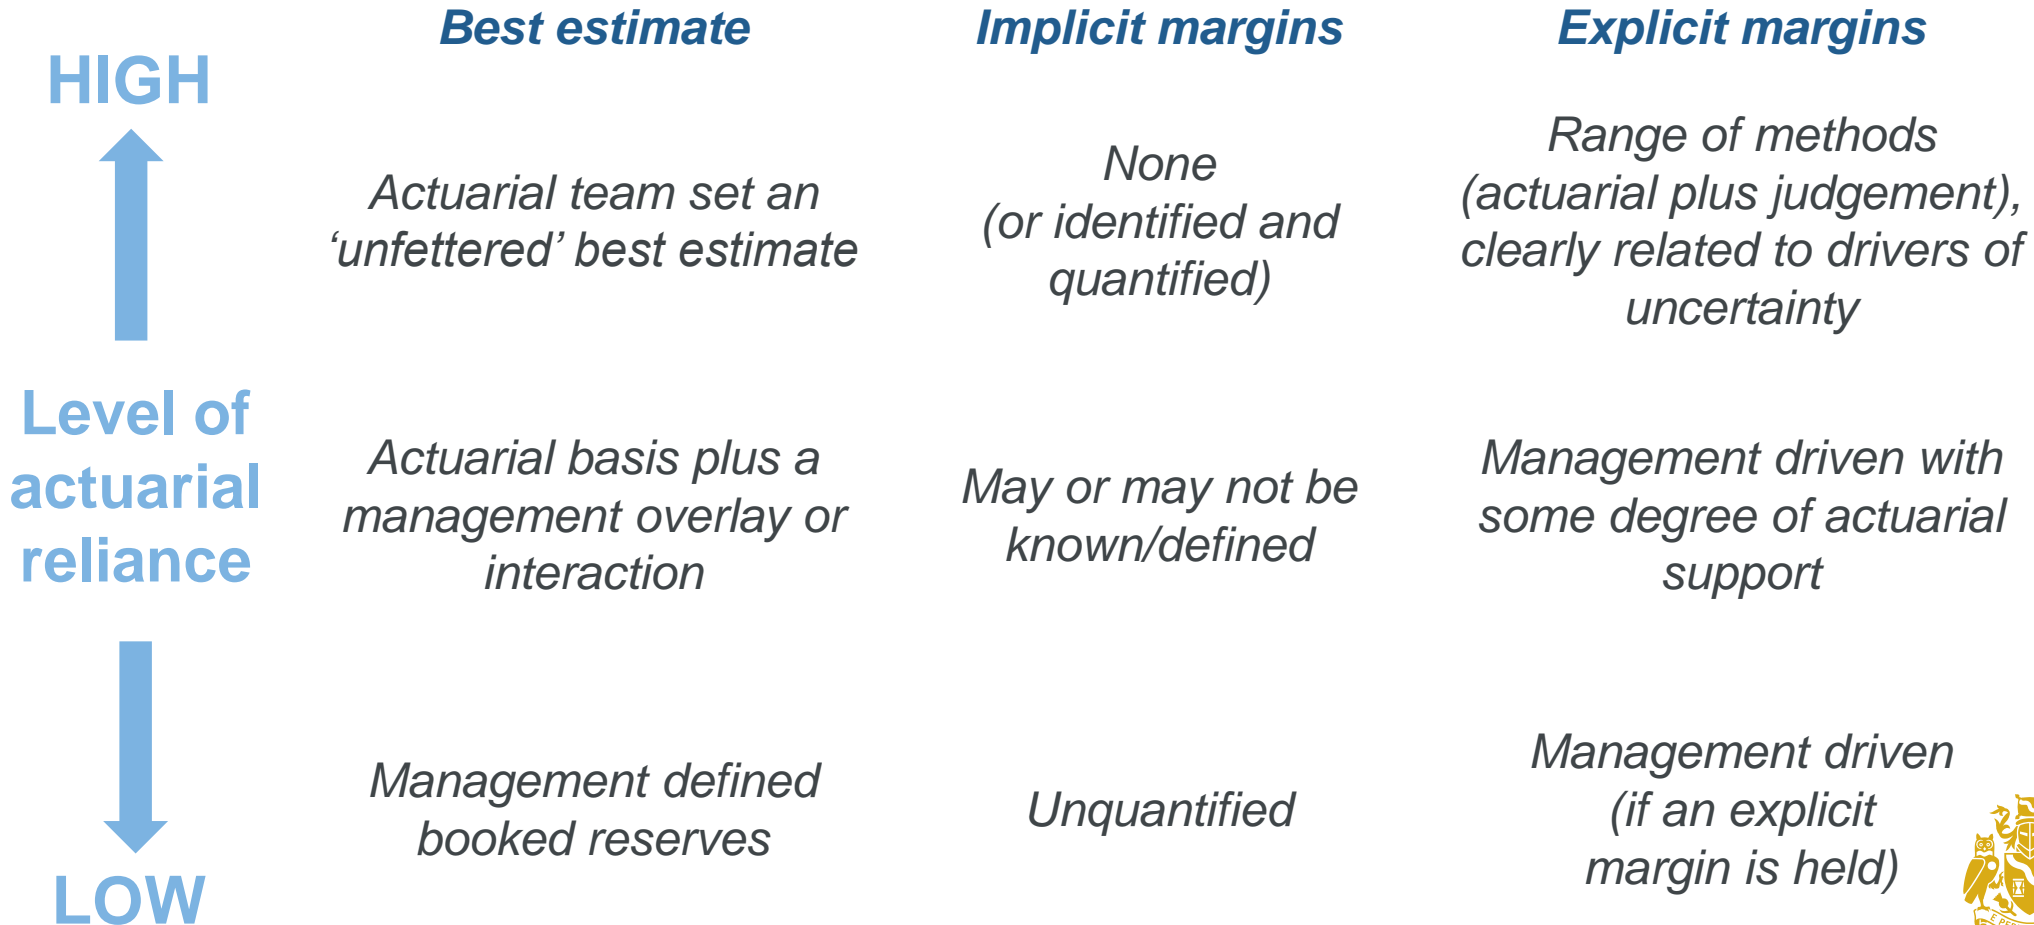 Best estimate
Implicit margins
Explicit margins
HIGH
Actuarial team set an
‘unfettered’ best estimate
None
(or identified and
quantified)
Range of methods
(actuarial plus judgement),
clearly related to drivers of
uncertainty
Level of
actuarial
reliance
Actuarial basis plus a
management overlay or
interaction
May or may not be
known/defined
Management driven with
some degree of actuarial
support
Management defined
booked reserves
Unquantified
Management driven
(if an explicit
margin is held)
LOW